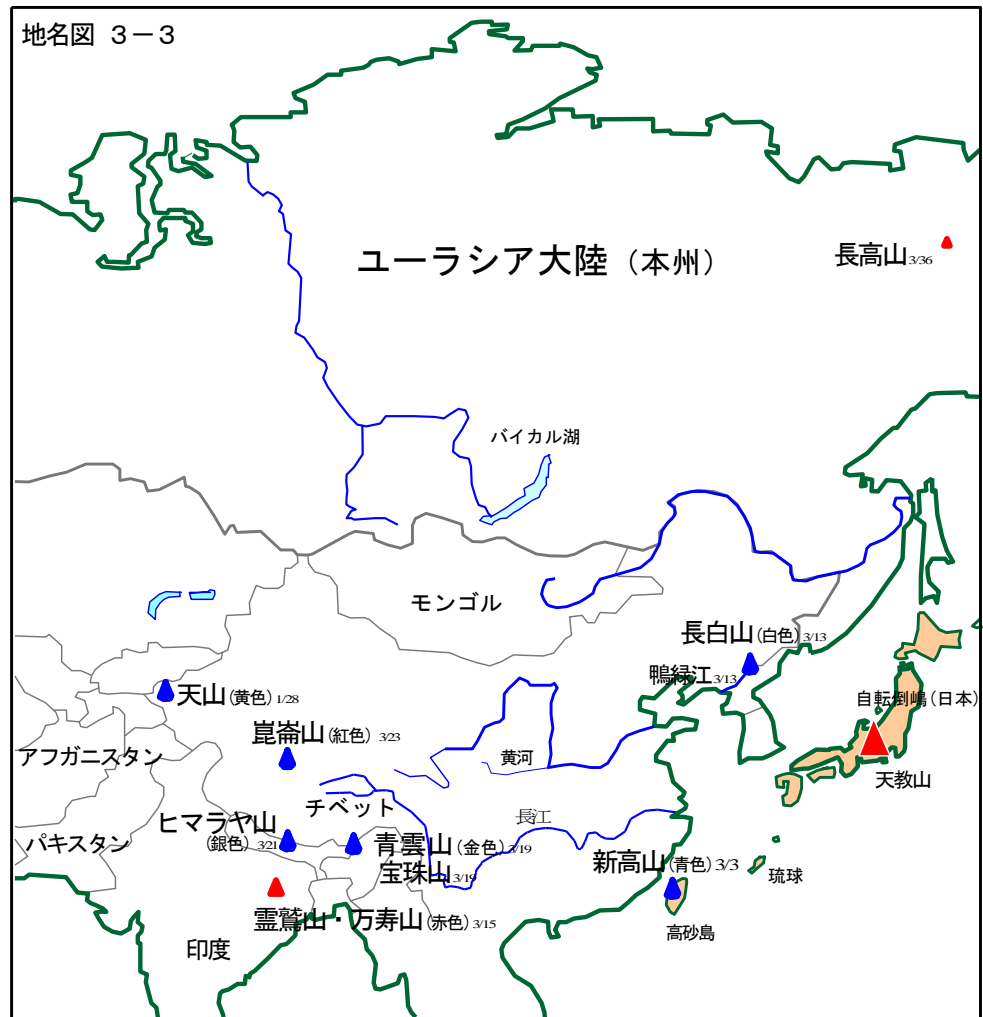 地名図 3－3
長高山3/36
ユーラシア大陸（本州）
バイカル湖
モンゴル
長白山(白色) 3/13
鴨緑江3/13
天山(黄色) 1/28
自転倒嶋(日本)
崑崙山(紅色) 3/23
アフガニスタン
黄河
天教山
チベット
長江
ヒマラヤ山
(銀色) 3/21
パキスタン
青雲山(金色)3/19
宝珠山3/19
新高山(青色) 3/3
琉球
霊鷲山・万寿山(赤色) 3/15
高砂島
印度